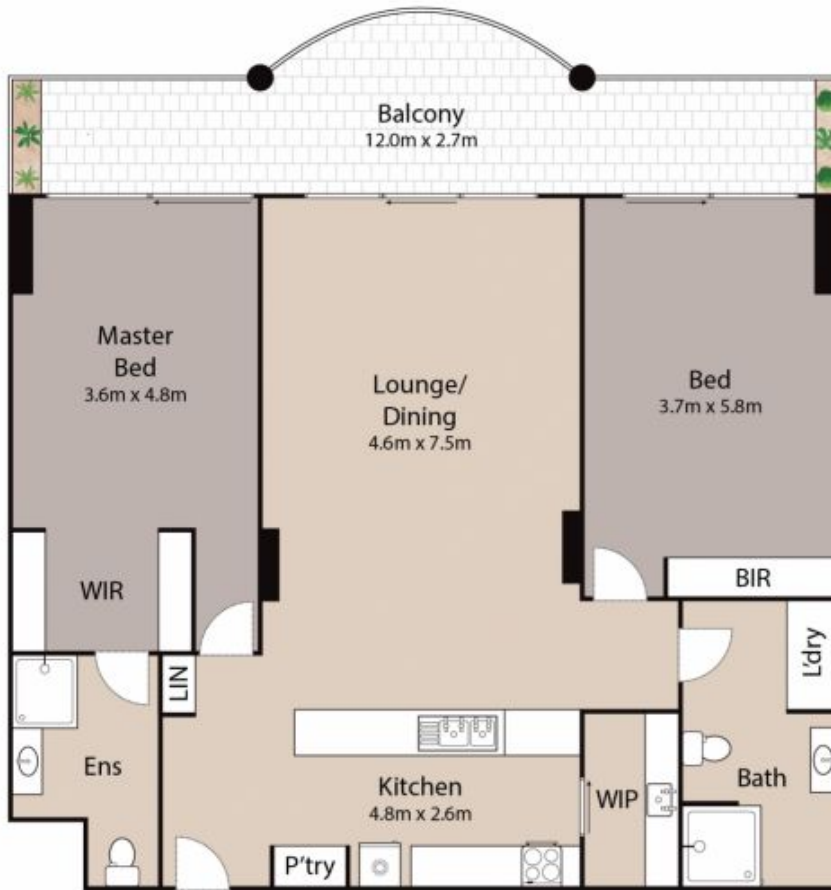 Balcony
12.0m x 2.7m
Master
Bed
3.6m x 4.8m
Lounge/
Dining
4.6m x 7.5m
Bed
3.7m x 5.8m
WIR
BIR
LIN
L'dry
Ens
Kitchen
4.8m x 2.6m
WIP
Bath
P'try